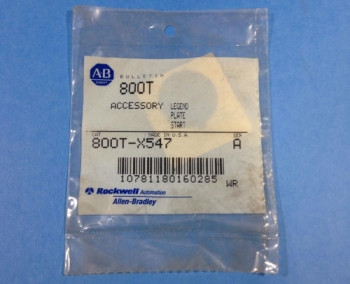 AB
BULLETIN
800T
ACCESSORY LEGEND
PLATE
START
CAT MADE IN U.S.A. SER
800T-X547 A
10781180160285 WR
Rockwell Automation
Allen-Bradley